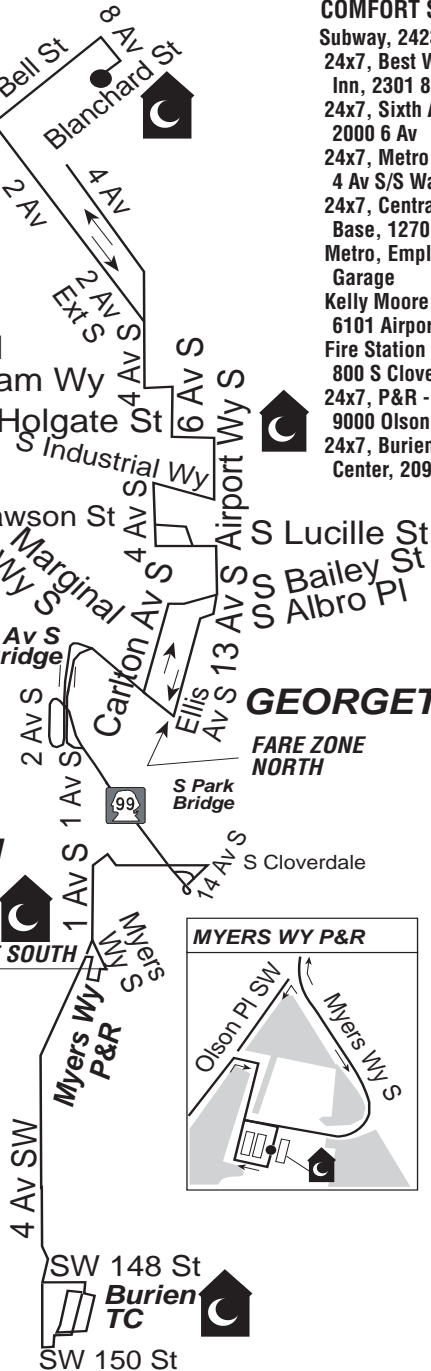 COMFORT S
Subway, 2423
24x7, Best W
Inn, 2301 8
24x7, Sixth A
2000 6 Av
24x7, Metro
4 Av S/S Wa
24x7, Centra
Base, 1270
Metro, Empl
Garage
Kelly Moore
6101 Airpor
Fire Station
800 S Clove
24x7, P&R -
9000 Olson
24x7, Burien
Center, 209
8 Av
Bell St
Blanchard St
2 Av
4 Av
2 Av
Ext S
4 Av S
6 Av S
am Wy
Holgate St
Airport Wy S
S Industrial Wy
awson St
4 Av S
S Lucille St
Marginal
Wy S
S Bailey St
S Albro Pl
Carlton Av S
13 Av S
Av S
ridge
Ellis
Av S
GEORGET
2 Av S
FARE ZONE
NORTH
1 Av S
99
S Park
Bridge
14 Av S
S Cloverdale
1 Av S
Myers
Wy S
SOUTH
Myers Wy
P&R
MYERS WY P&R
Olson Pl SW
Myers Wy S
4 Av SW
SW 148 St
Burien
TC
SW 150 St